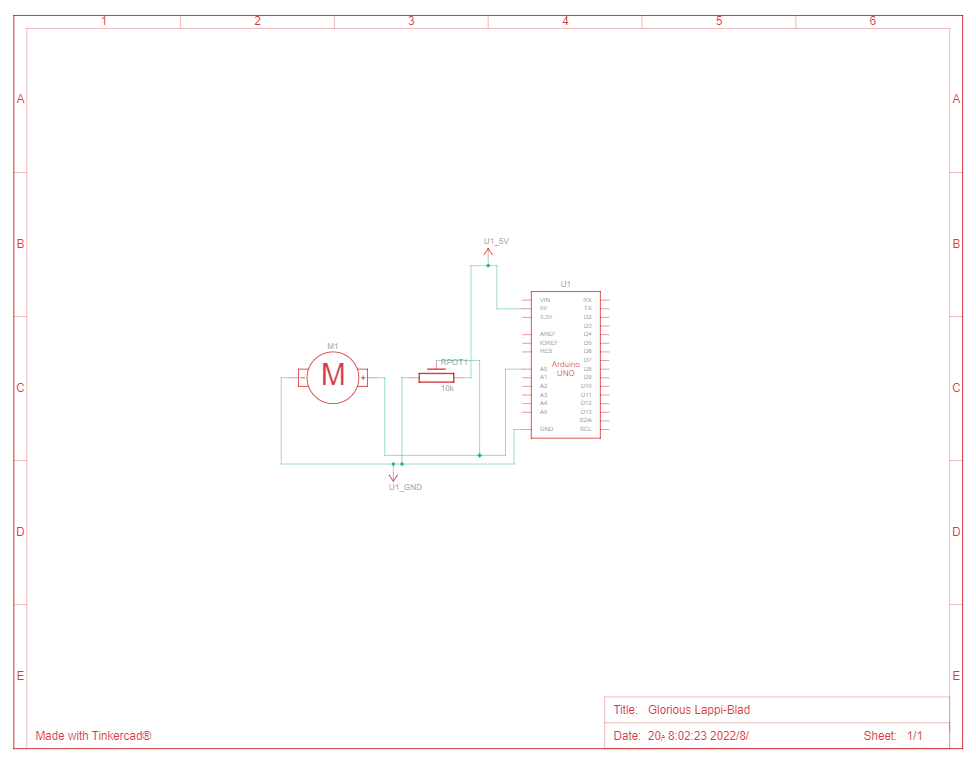 1 2 3 4 5 6
A A
B B
C C
D D
E E
U1_5V
U1
VIN RX
5V TX
3.3V D2
D3
AREF D4
IOREF D5
RES D6
D7
A0 D8
A1 D9
A2 D10
A3 D11
A4 D12
A5 D13
SDA
GND SCL
Arduino
UNO
M1
M
- +
RPOT1
10k
U1_GND
Title: Glorious Lappi-Blad
Made with Tinkercad®
Date: 20م 8:02:23 2022/8/
Sheet: 1/1